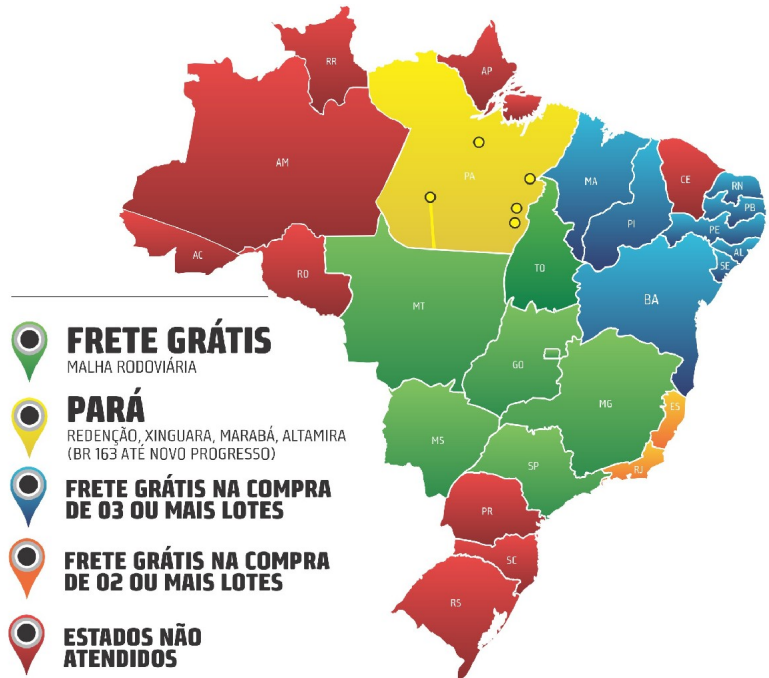 RR
AP
AM
PA
MA
CE
RN
PB
PI
PE
AL
SE
AC
RO
TO
BA
MT
GO
MG
ES
MS
SP
RJ
PR
SC
RS
FRETE GRÁTIS
MALHA RODOVIÁRIA
PARÁ
REDENÇÃO, XINGUARA, MARABÁ, ALTAMIRA
(BR 163 ATÉ NOVO PROGRESSO)
FRETE GRÁTIS NA COMPRA
DE 03 OU MAIS LOTES
FRETE GRÁTIS NA COMPRA
DE 02 OU MAIS LOTES
ESTADOS NÃO
ATENDIDOS